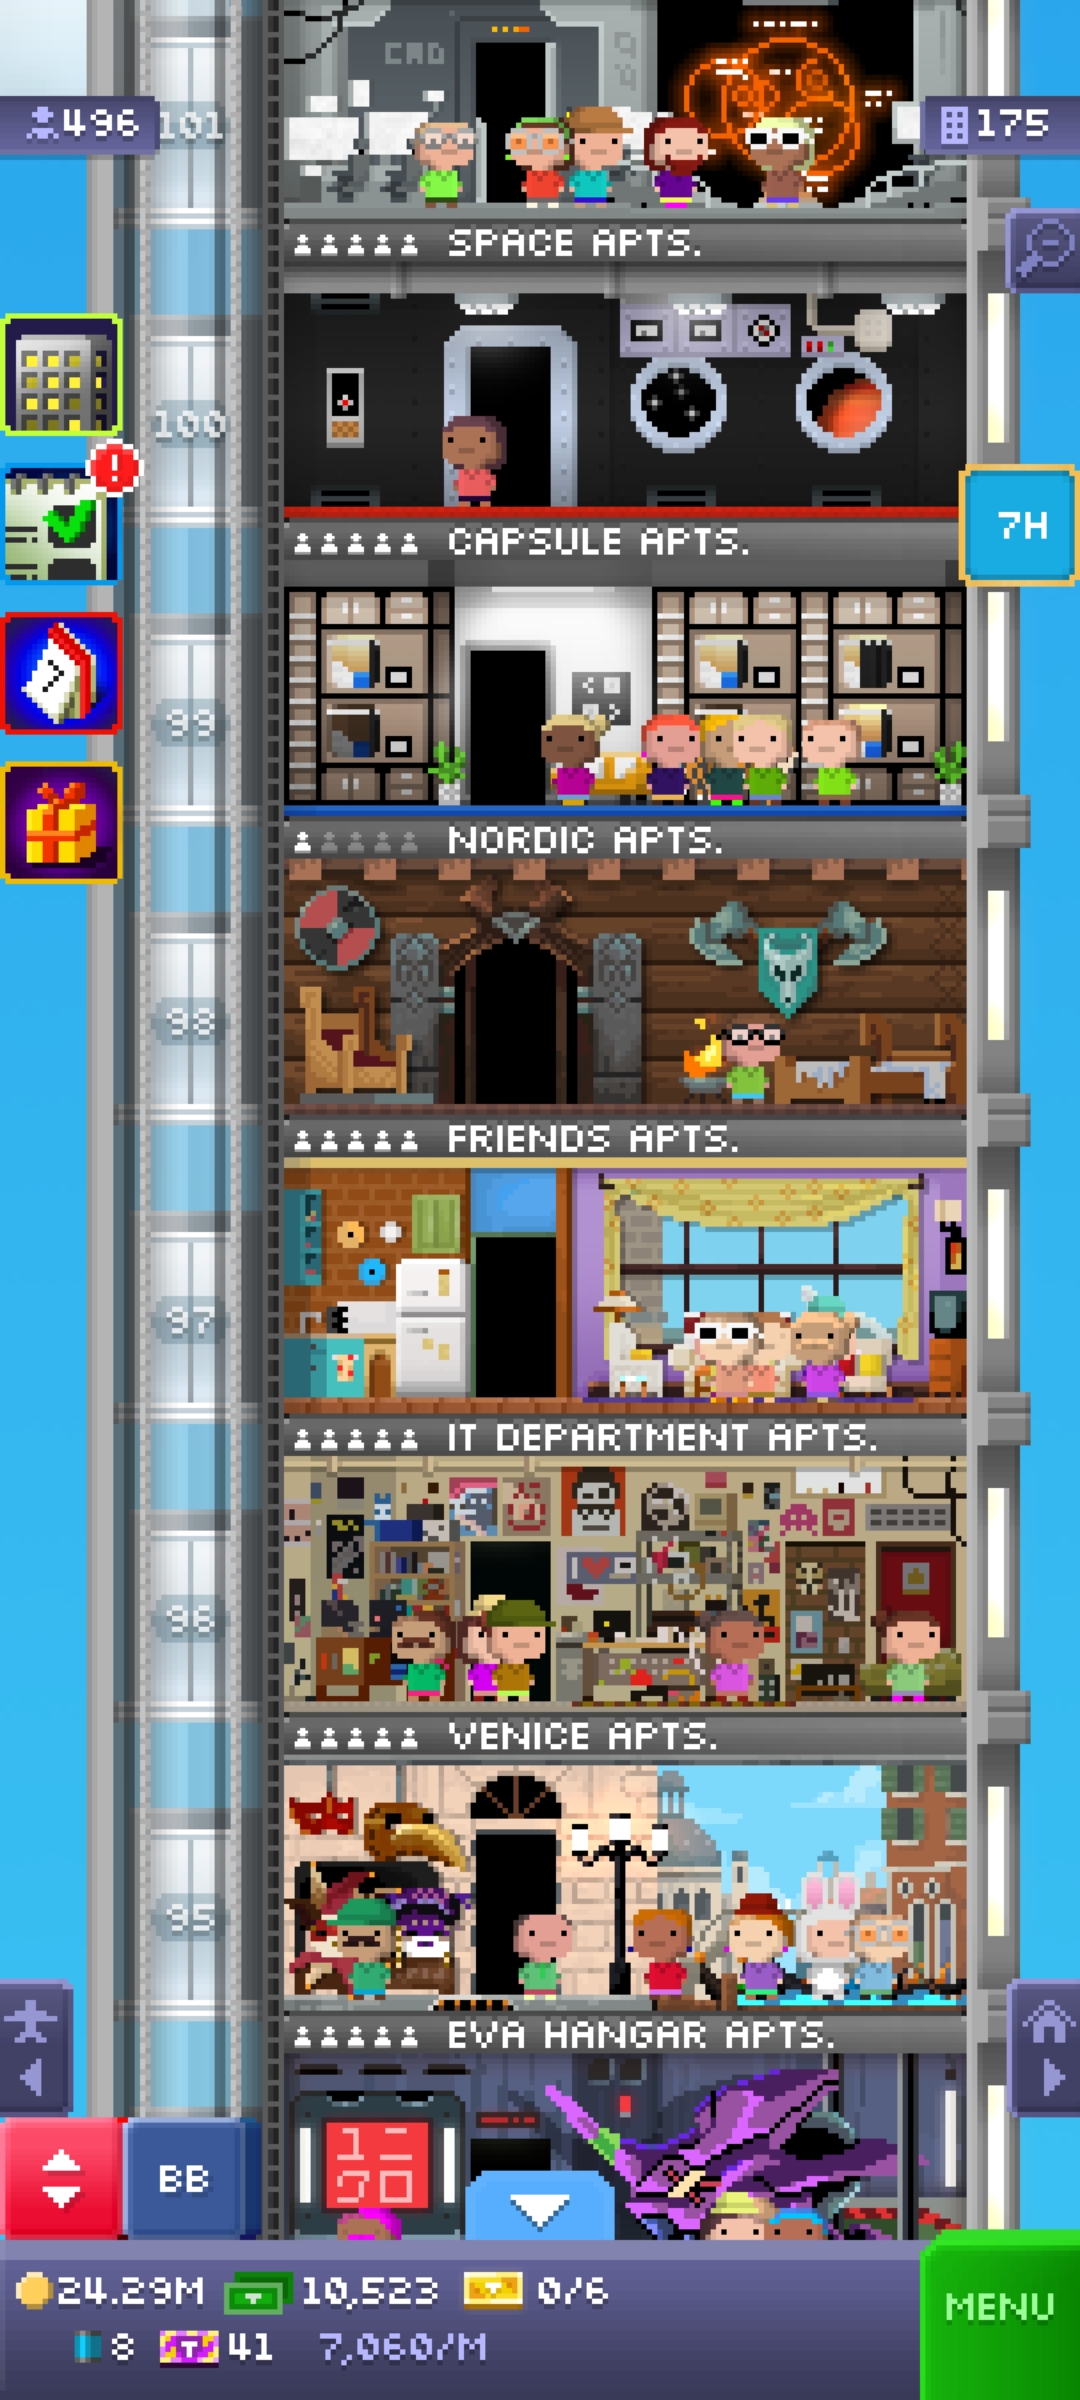 CAD
496
101
175
SPACE APTS.
100
7H
CAPSULE APTS.
99
NORDIC APTS.
98
FRIENDS APTS.
97
IT DEPARTMENT APTS.
96
VENICE APTS.
95
EVA HANGAR APTS.
BB
24.29M 10,523 0/6
8 41 7,060/M
MENU